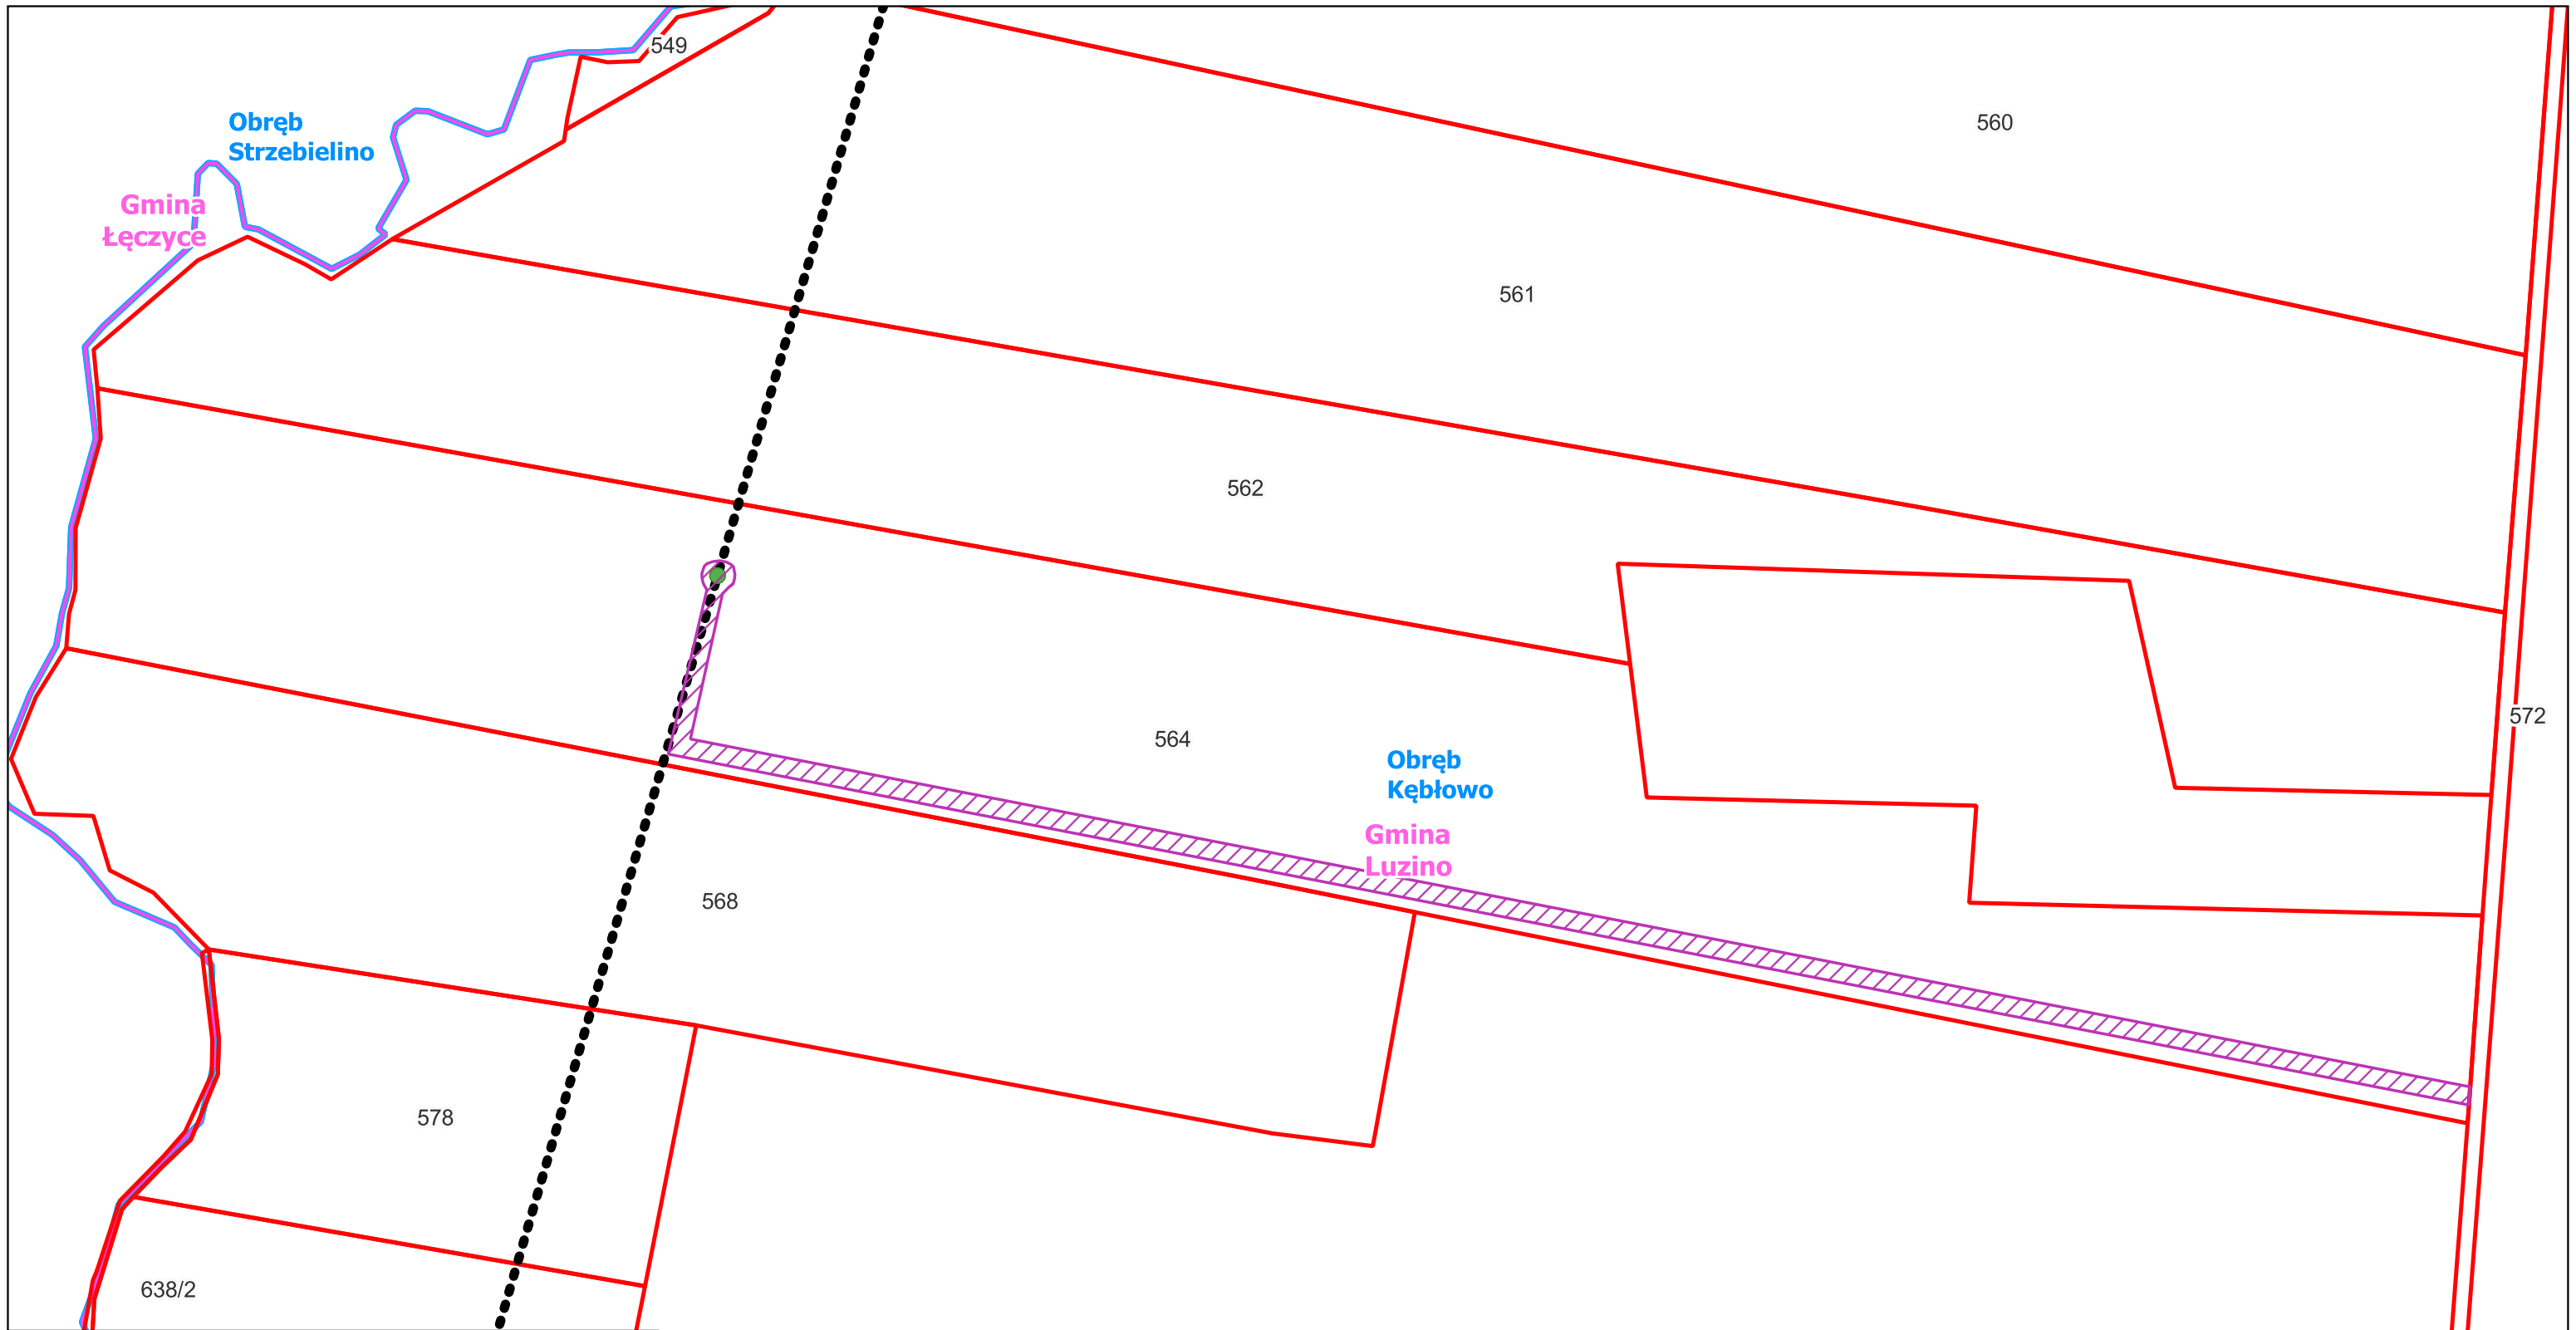 549
560
Obręb
Strzebielino
Gmina
Łęczyce
561
562
572
564
Obręb
Kębłowo
Gmina
Luzino
568
578
638/2